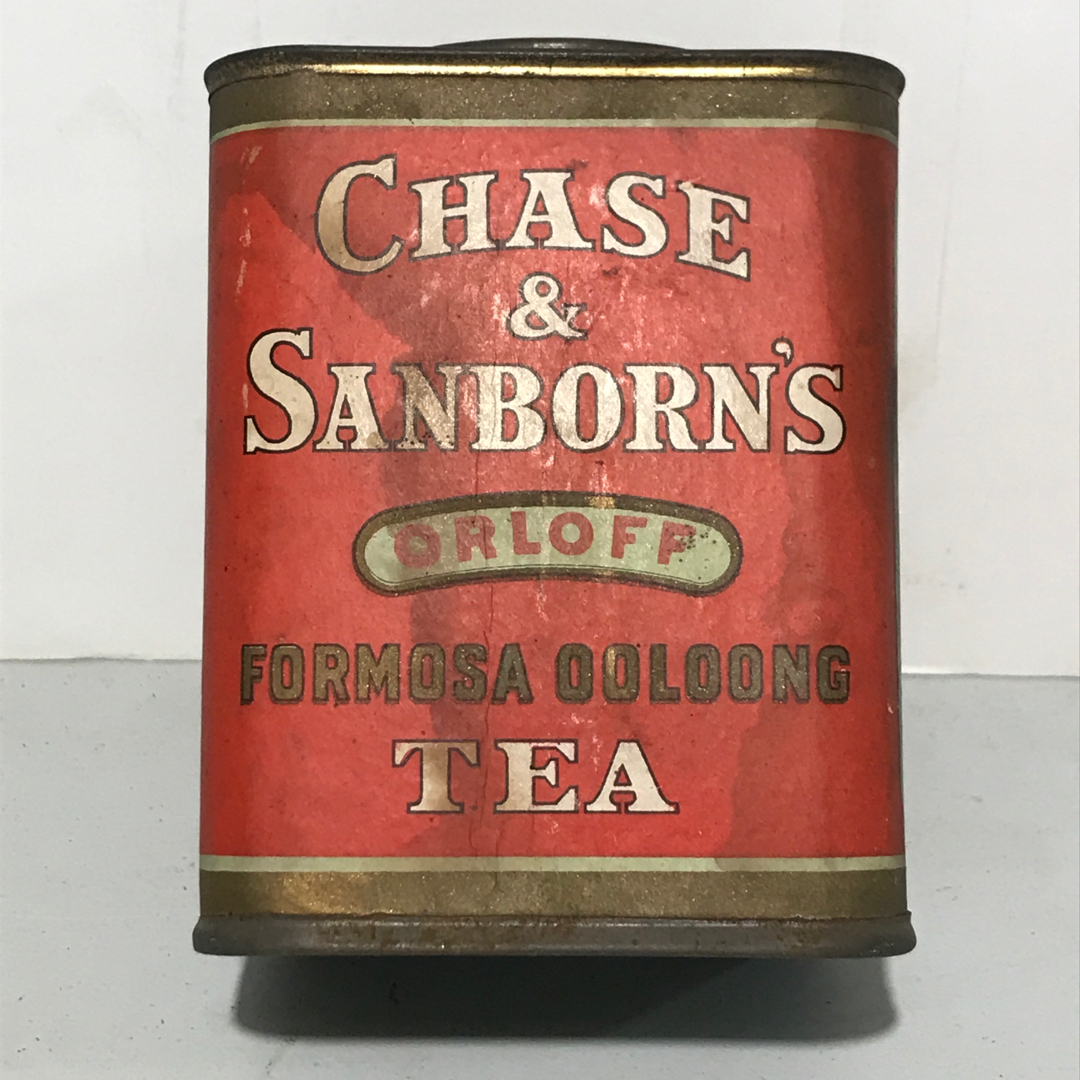 CHASE
&
SANBORN'S
ORLOFF
FORMOSA OOLOONG
TEA